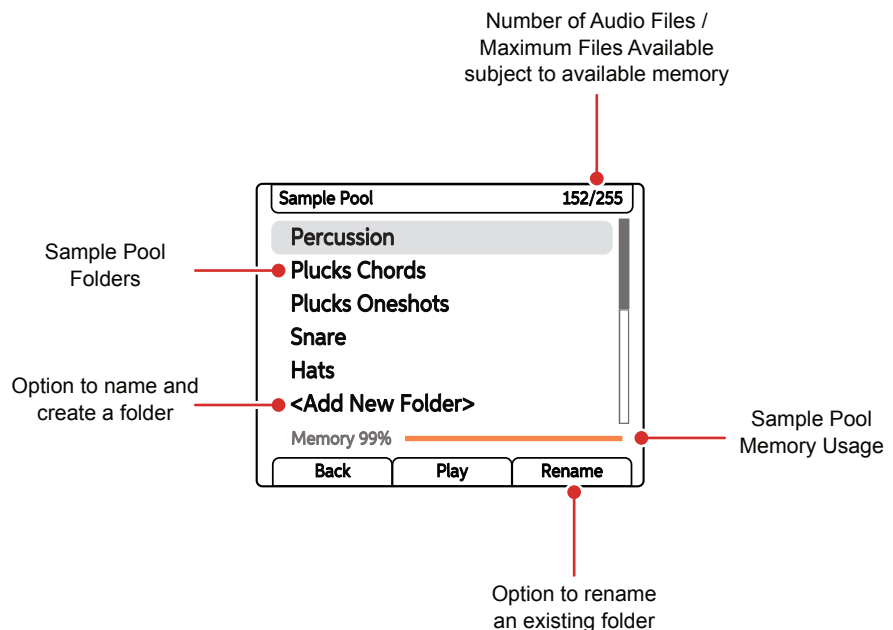 Number of Audio Files /
Maximum Files Available
subject to available memory
Sample Pool 152/255
Percussion
Plucks Chords
Plucks Oneshots
Snare
Hats
<Add New Folder>
Memory 99%
Back Play Rename
Sample Pool
Folders
Option to name and
create a folder
Sample Pool
Memory Usage
Option to rename
an existing folder